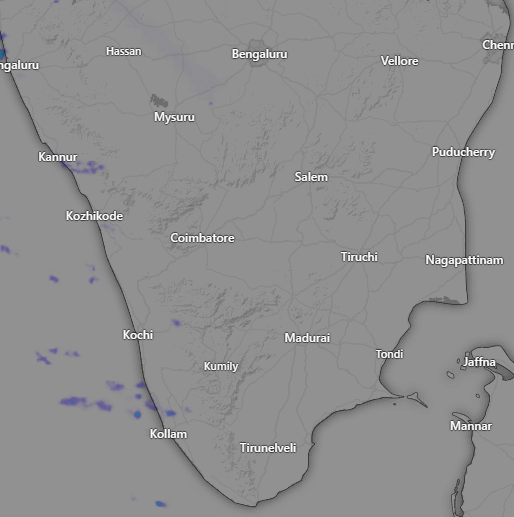 Hassan
Bengaluru
Chenn
Vellore
ngaluru
Mysuru
Kannur
Puducherry
Salem
Kozhikode
Coimbatore
Tiruchi
Nagapattinam
Kochi
Madurai
Tondi
Kumily
Jaffna
Mannar
Kollam
Tirunelveli